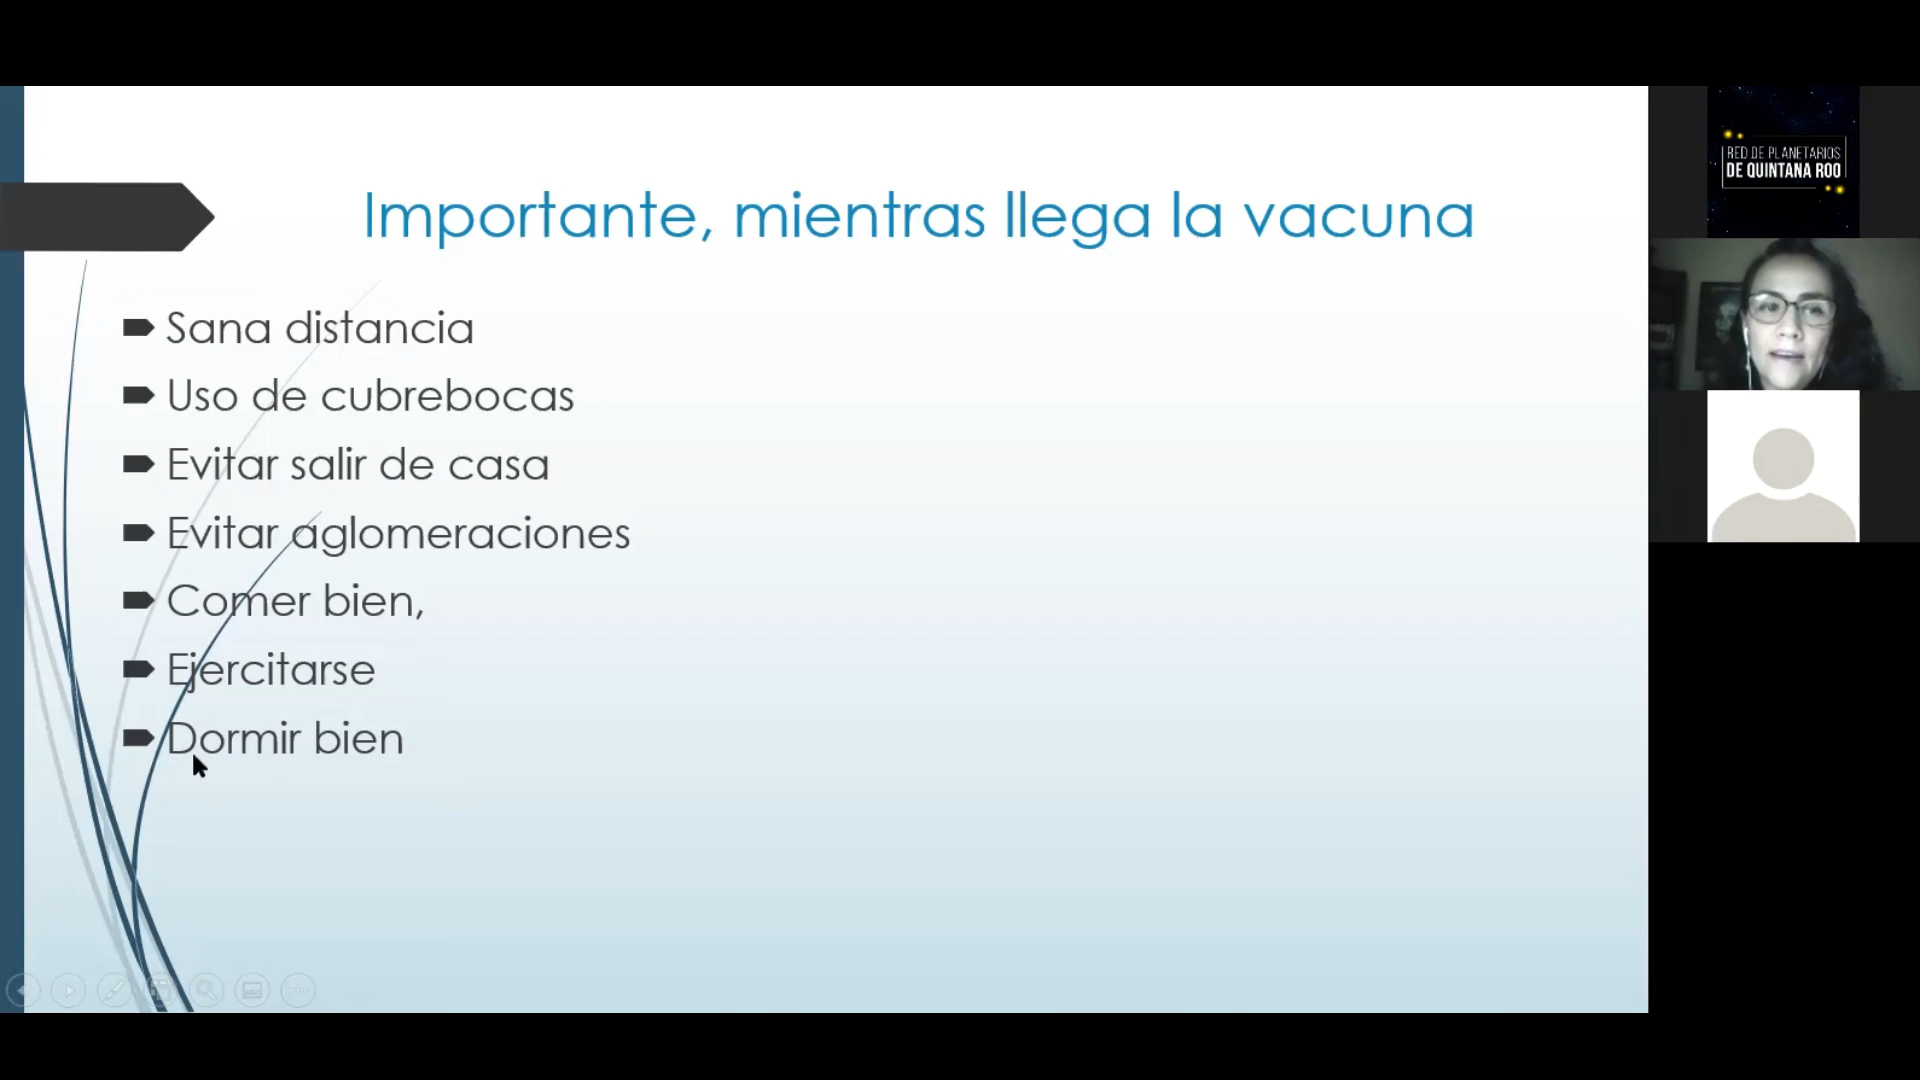 Importante, mientras llega la vacuna
Sana distancia
Uso de cubrebocas
Evitar salir de casa
Evitar aglomeraciones
Comer bien,
Ejercitarse
Dormir bien
RED DE PLANETARIOS
DE QUINTANA ROO